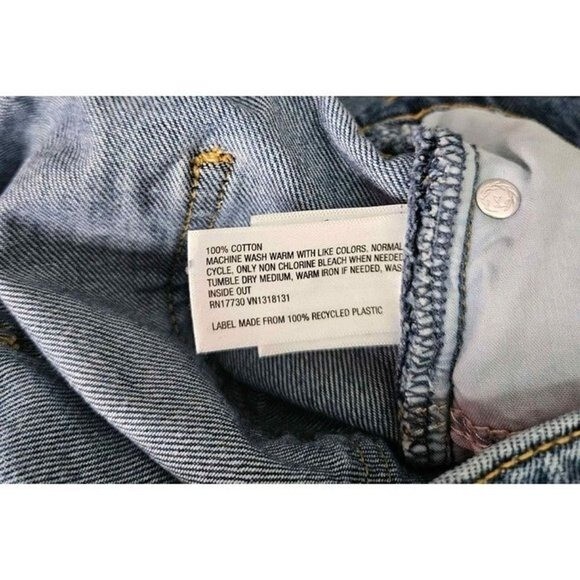 100% COTTON
MACHINE WASH WARM WITH LIKE COLORS, NORMAL
CYCLE, ONLY NON CHLORINE BLEACH WHEN NEEDED
TUMBLE DRY MEDIUM, WARM IRON IF NEEDED, WAS
INSIDE OUT
RN17730 VN1318131
LABEL MADE FROM 100% RECYCLED PLASTIC